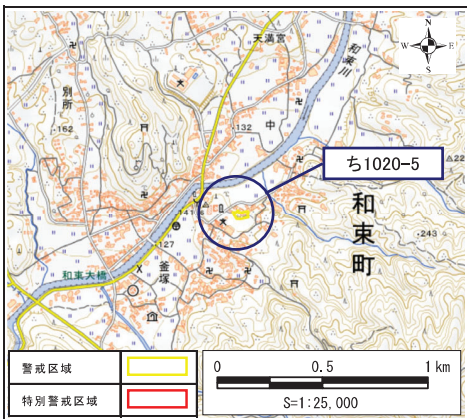 N
W E
S
天満宮
和束川
別所
・162
・132
中
ち1020-5
・141
・127
和束町
・243
和束大橋
釜塚
警戒区域
特別警戒区域
0 0.5 1km
S=1:25,000